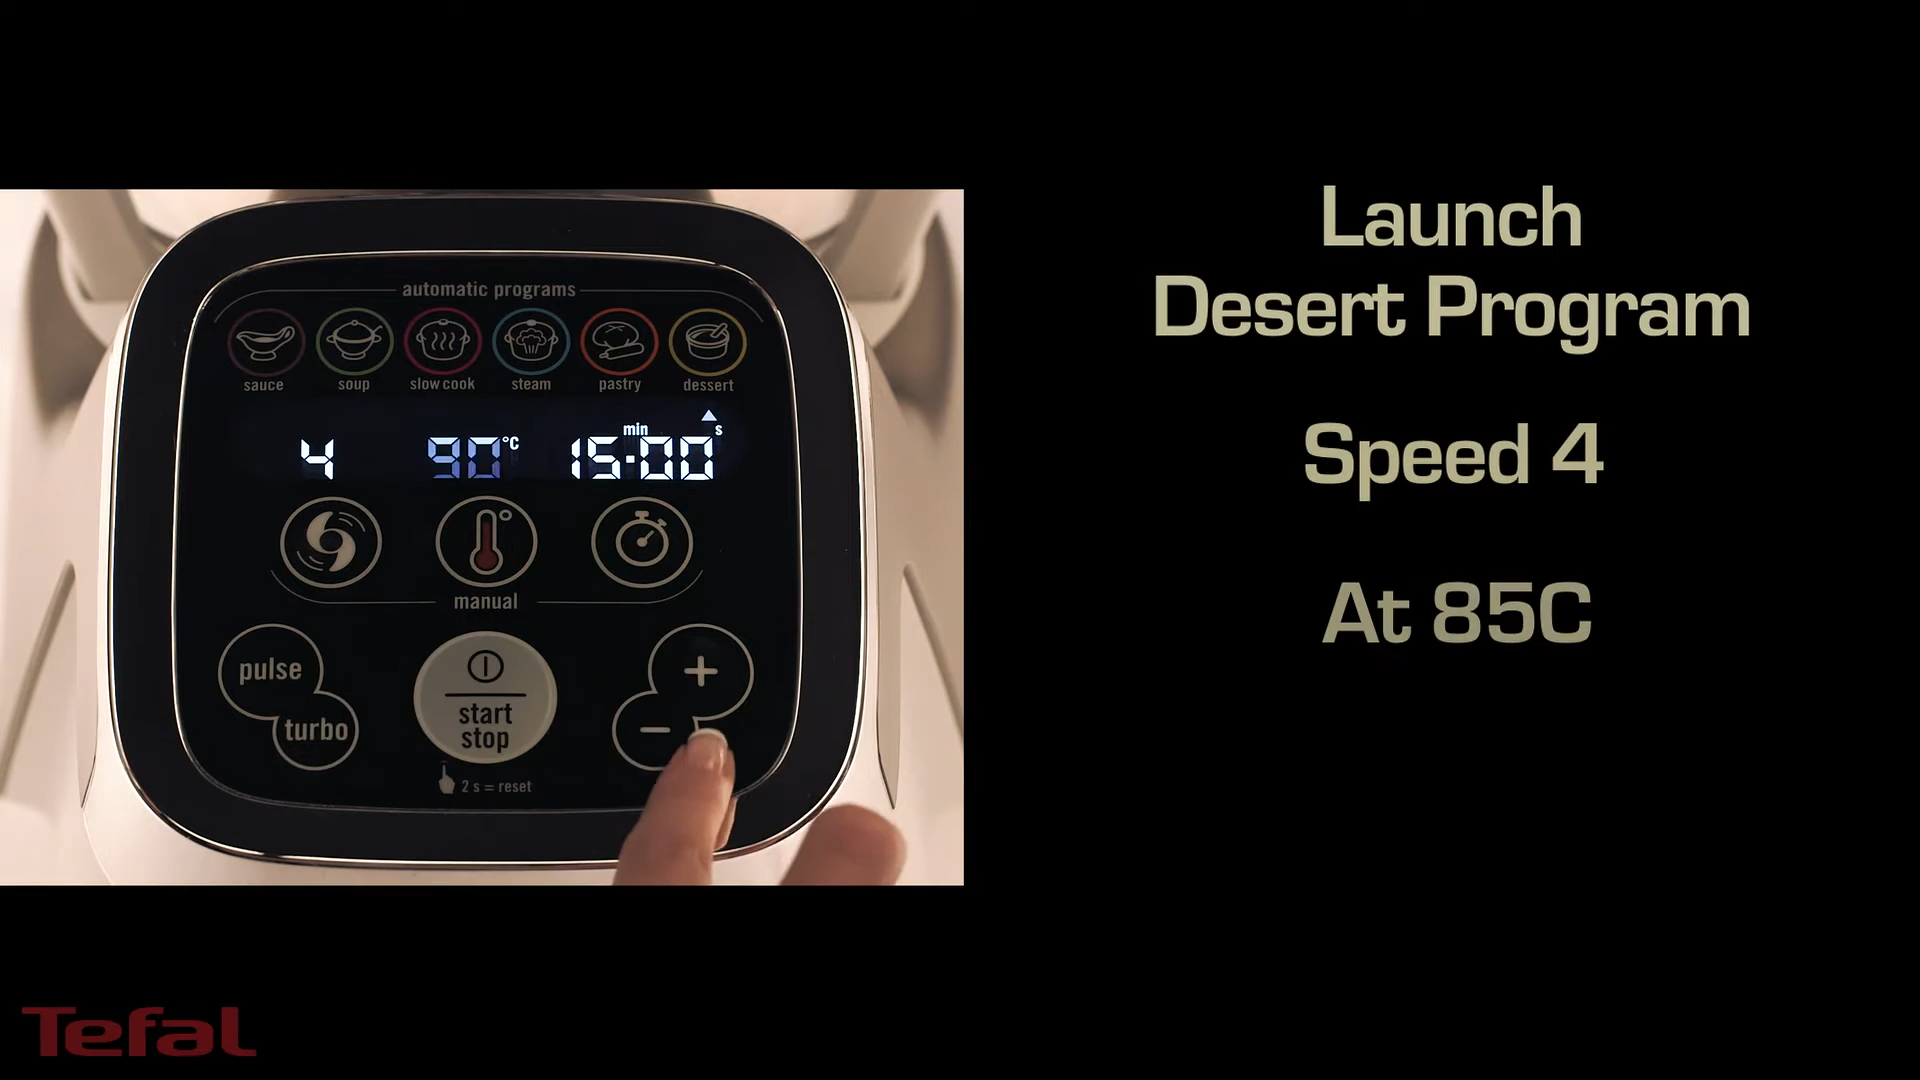 automatic programs
sauce soup slow cook steam pastry dessert
4 90°C 15:00 min s
manual
pulse
turbo
start
stop
2 s = reset
Launch
Desert Program
Speed 4
At 85C
Tefal